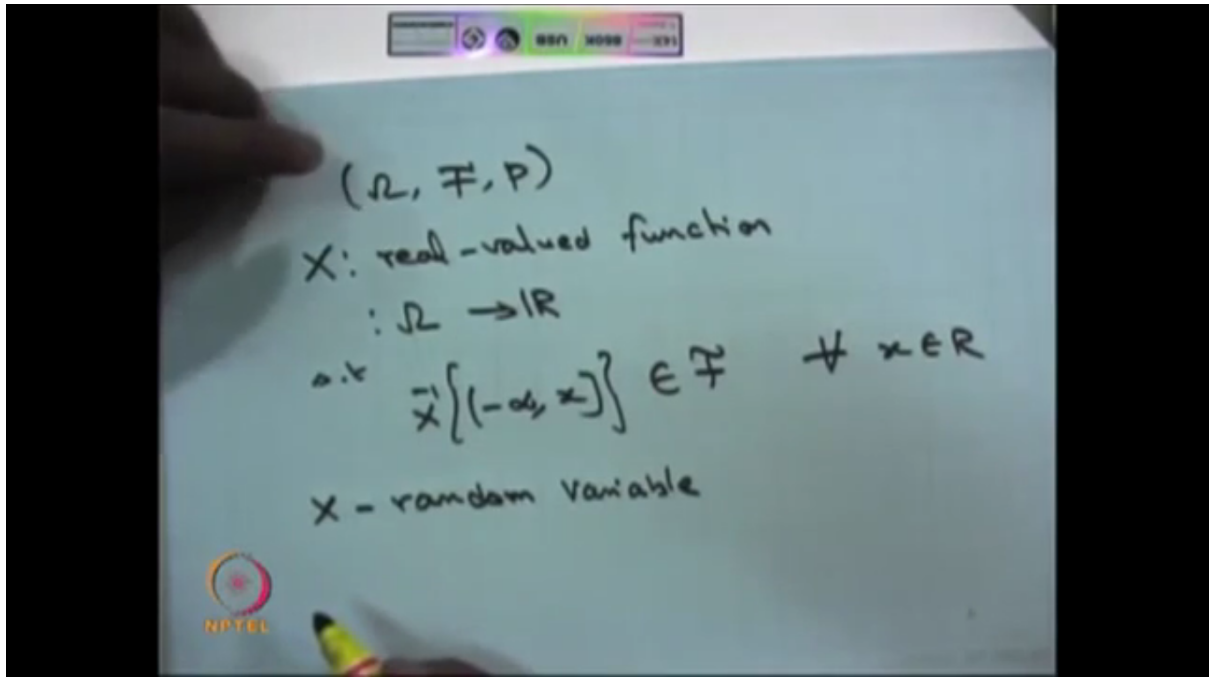 (Ω, F, P)
X: real-valued function
: Ω → ℝ
s.t X⁻¹{(-∞, x]} ∈ F ∀ x ∈ R
X - random variable
NPTEL